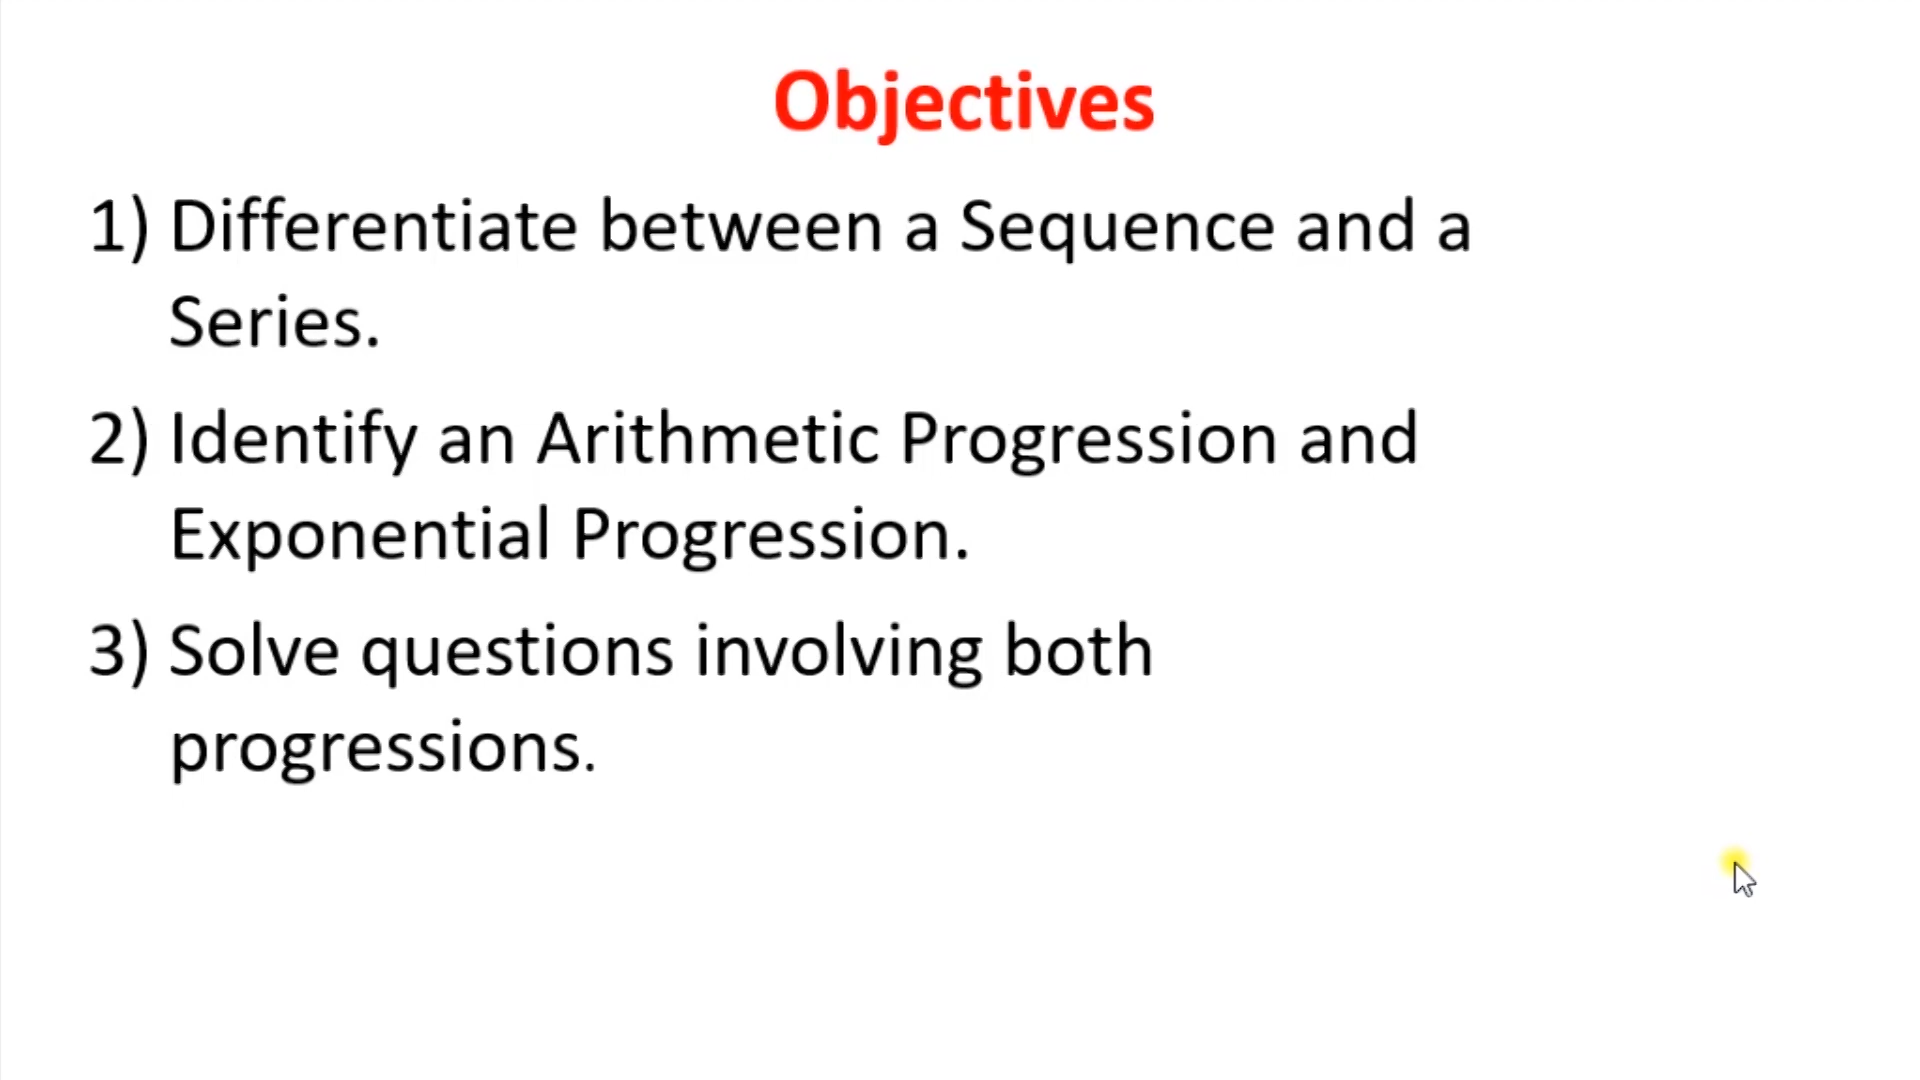 Objectives
1) Differentiate between a Sequence and a
Series.
2) Identify an Arithmetic Progression and
Exponential Progression.
3) Solve questions involving both
progressions.